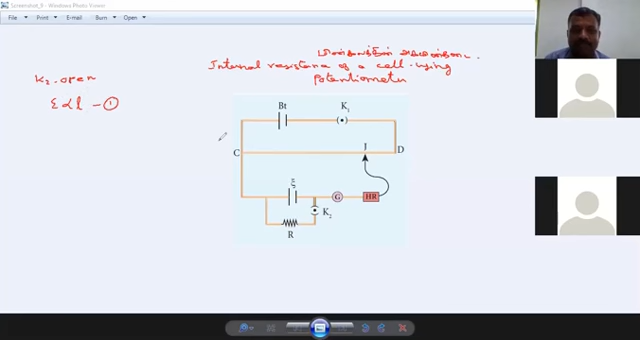 Screenshot_9 - Windows Photo Viewer
File Print E-mail Burn Open
Internal resistance of a cell using
potentiometer
K2-open
ξ ∝ l - ①
Bt K1
C J D
ξ
G HR
K2
R